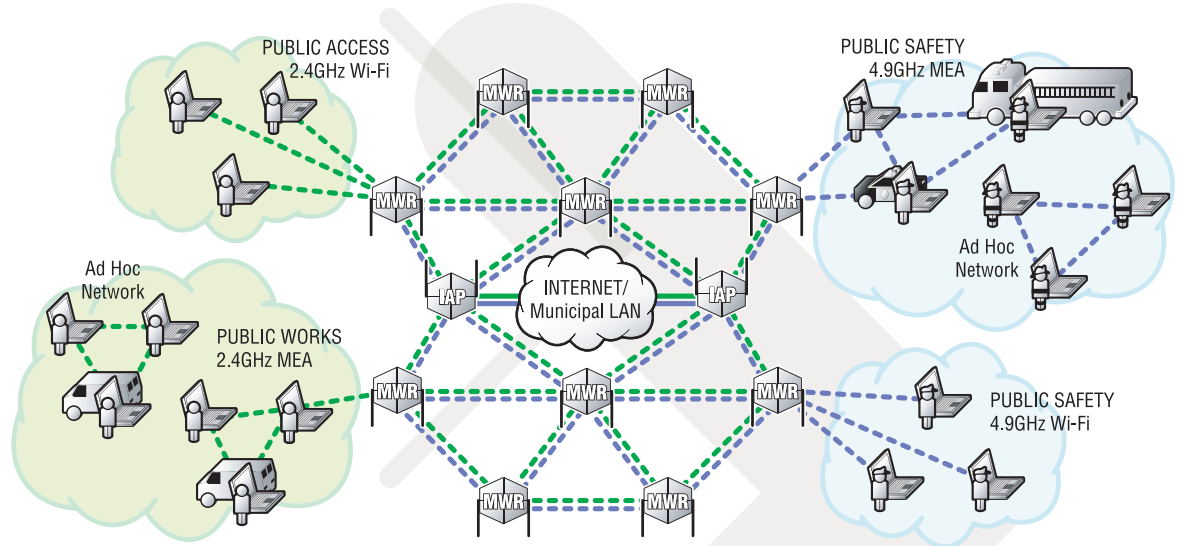 PUBLIC ACCESS
2.4GHz Wi-Fi
MWR
MWR
PUBLIC SAFETY
4.9GHz MEA
MWR
MWR
MWR
Ad Hoc
Network
Ad Hoc
Network
IAP
INTERNET/
Municipal LAN
IAP
PUBLIC WORKS
2.4GHz MEA
MWR
MWR
MWR
PUBLIC SAFETY
4.9GHz Wi-Fi
MWR
MWR